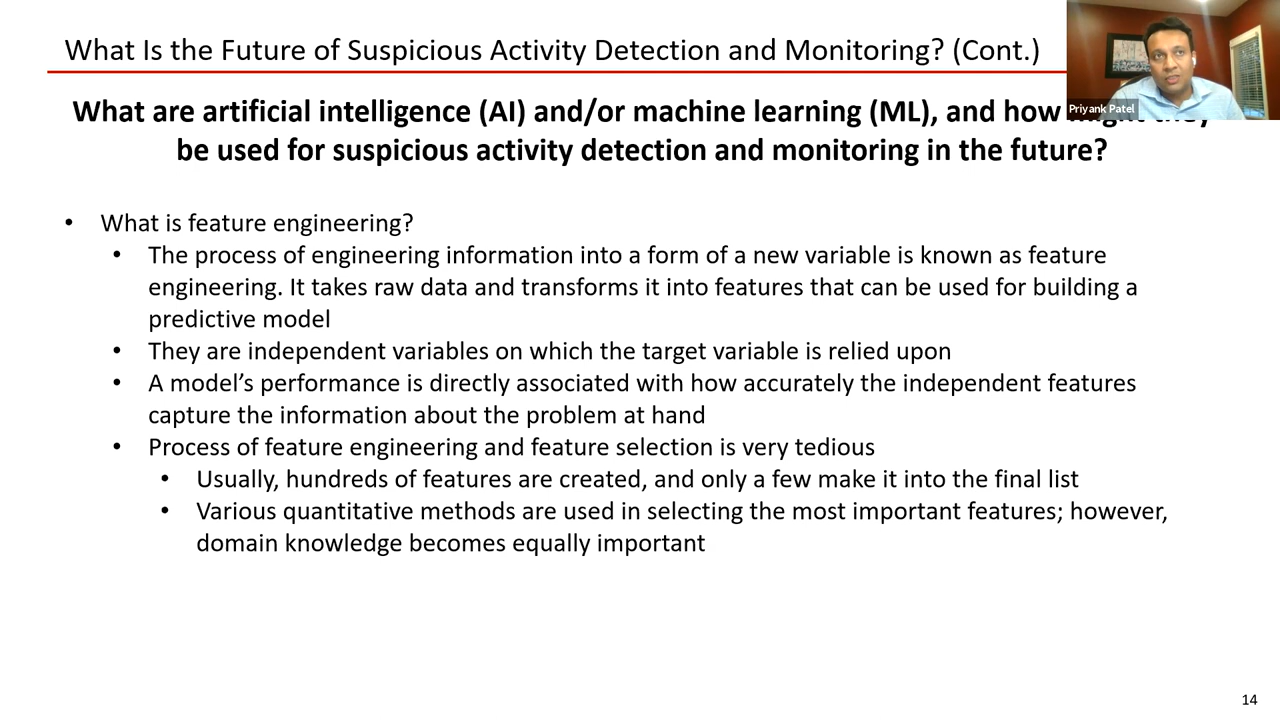 What Is the Future of Suspicious Activity Detection and Monitoring? (Cont.)
Priyank Patel
What are artificial intelligence (AI) and/or machine learning (ML), and how
be used for suspicious activity detection and monitoring in the future?
• What is feature engineering?
• The process of engineering information into a form of a new variable is known as feature
engineering. It takes raw data and transforms it into features that can be used for building a
predictive model
• They are independent variables on which the target variable is relied upon
• A model’s performance is directly associated with how accurately the independent features
capture the information about the problem at hand
• Process of feature engineering and feature selection is very tedious
• Usually, hundreds of features are created, and only a few make it into the final list
• Various quantitative methods are used in selecting the most important features; however,
domain knowledge becomes equally important
14